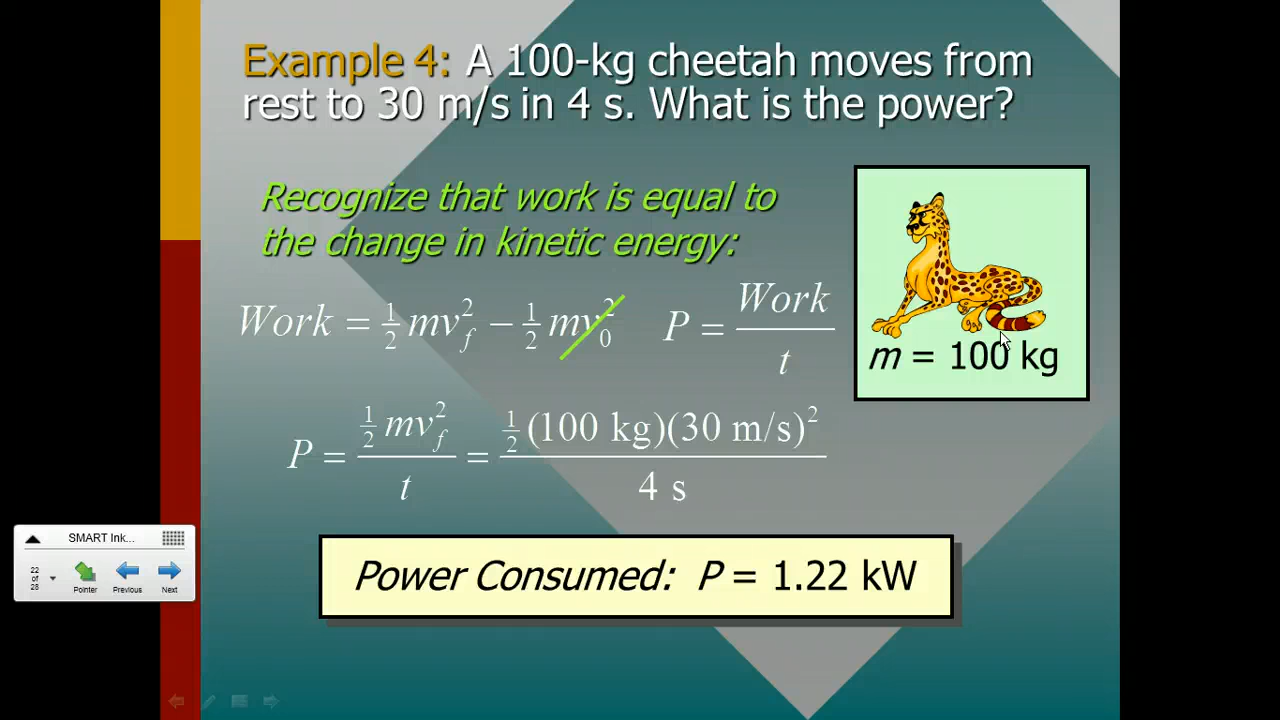 Example 4: A 100-kg cheetah moves from
rest to 30 m/s in 4 s. What is the power?
Recognize that work is equal to
the change in kinetic energy:
Work = ½mv_f² − ½mv₀²
P = Work / t
m = 100 kg
P = ½mv_f² / t = ½(100 kg)(30 m/s)² / 4 s
Power Consumed: P = 1.22 kW
SMART Ink...
22
of
28
Pointer
Previous
Next